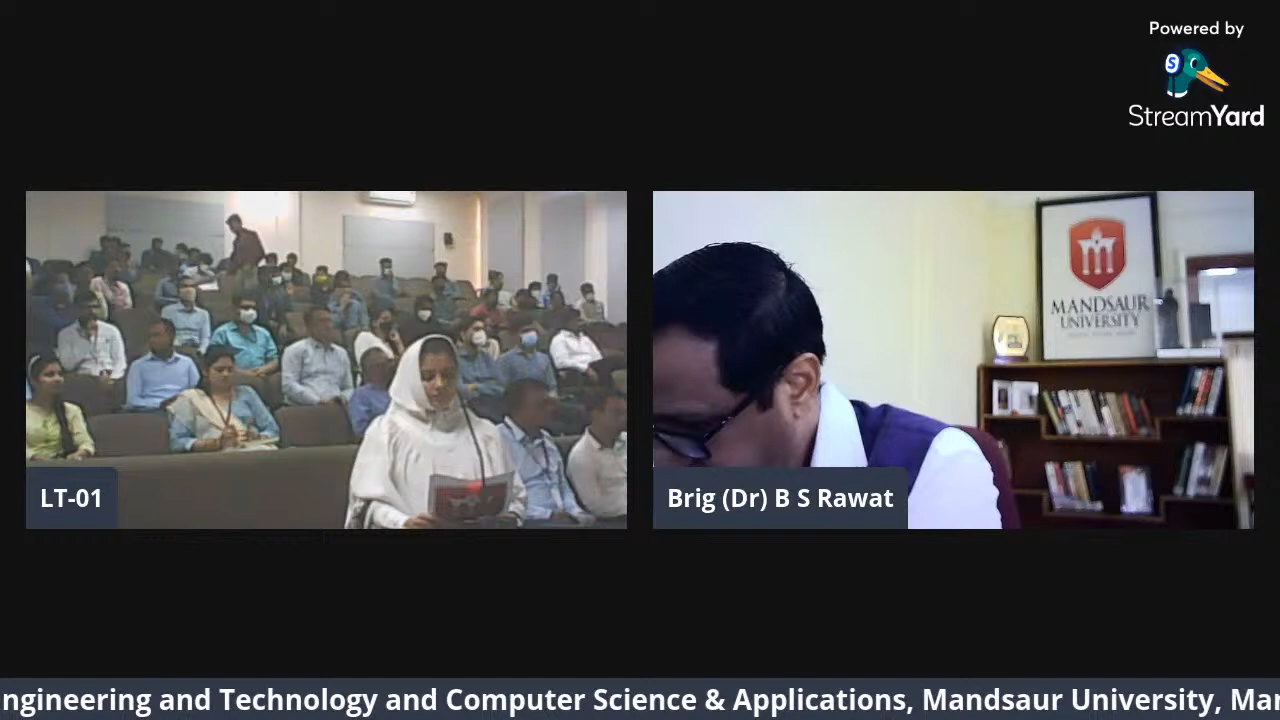 Powered by
S
StreamYard
MANDSAUR
UNIVERSITY
LT-01
Brig (Dr) B S Rawat
ngineering and Technology and Computer Science & Applications, Mandsaur University, Ma